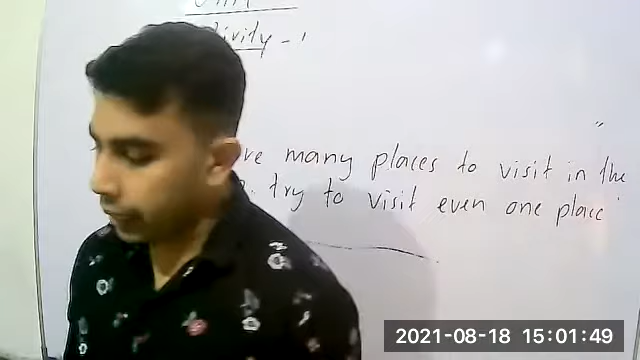 Unit
tivity - 1
ve many places to visit in the
. try to visit even one place"
2021-08-18 15:01:49